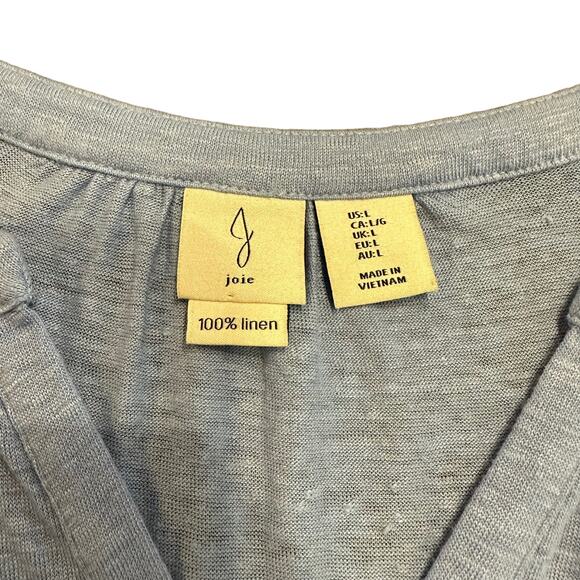 J
joie
100% linen
US:L
CA:L/G
UK:L
EU:L
AU:L
MADE IN
VIETNAM